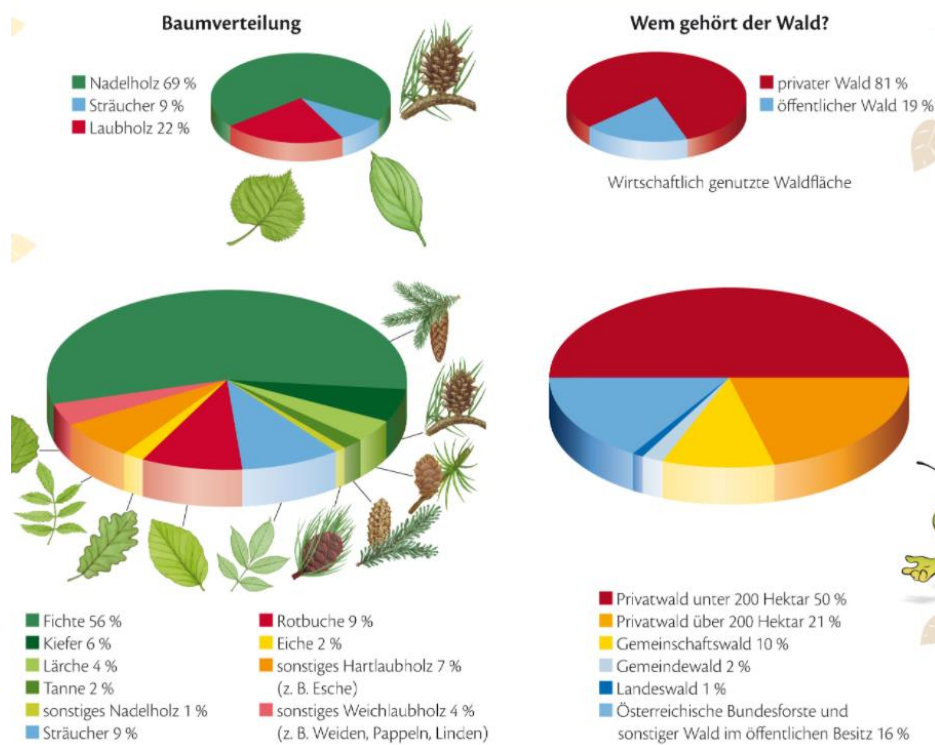 Baumverteilung
Nadelholz 69 %
Sträucher 9 %
Laubholz 22 %
Wem gehört der Wald?
privater Wald 81 %
öffentlicher Wald 19 %
Wirtschaftlich genutzte Waldfläche
Fichte 56 %
Kiefer 6 %
Lärche 4 %
Tanne 2 %
sonstiges Nadelholz 1 %
Sträucher 9 %
Rotbuche 9 %
Eiche 2 %
sonstiges Hartlaubholz 7 %
(z. B. Esche)
sonstiges Weichlaubholz 4 %
(z. B. Weiden, Pappeln, Linden)
Privatwald unter 200 Hektar 50 %
Privatwald über 200 Hektar 21 %
Gemeinschaftswald 10 %
Gemeindewald 2 %
Landeswald 1 %
Österreichische Bundesforste und
sonstiger Wald im öffentlichen Besitz 16 %